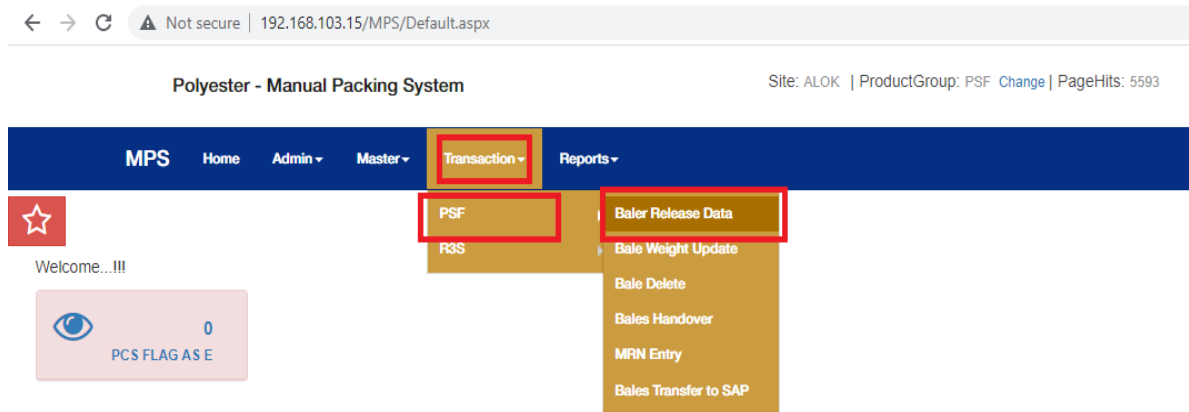 Not secure | 192.168.103.15/MPS/Default.aspx
Polyester - Manual Packing System
Site: ALOK | ProductGroup: PSF Change | PageHits: 5593
MPS Home Admin Master Transaction Reports
PSF
R3S
Baler Release Data
Bale Weight Update
Bale Delete
Bales Handover
MRN Entry
Bales Transfer to SAP
Welcome...!!!
0
PCS FLAG AS E